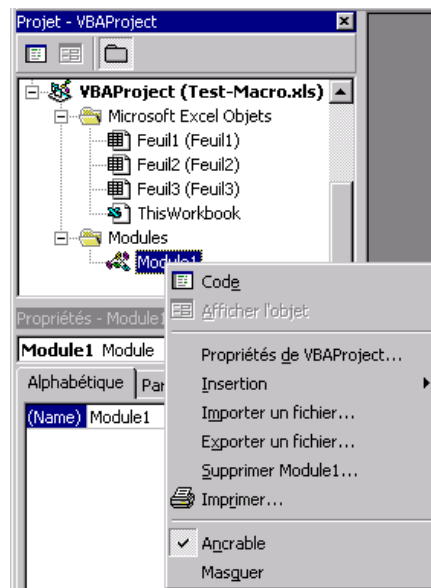 Projet - VBAProject
VBAProject (Test-Macro.xls)
Microsoft Excel Objets
Feuil1 (Feuil1)
Feuil2 (Feuil2)
Feuil3 (Feuil3)
ThisWorkbook
Modules
Module1
Code
Afficher l'objet
Propriétés - Module1
Module1 Module
Propriétés de VBAProject...
Alphabétique
Par
Insertion
(Name) Module1
Importer un fichier...
Exporter un fichier...
Supprimer Module1...
Imprimer...
Ancrable
Masquer